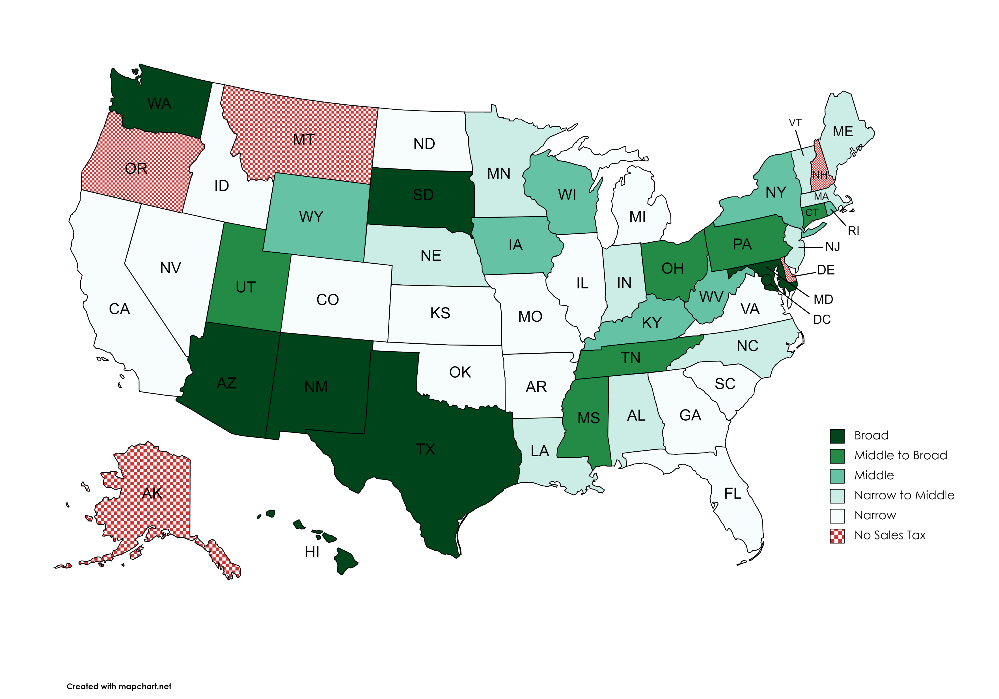 WA
MT
ND
MN
VT
ME
OR
ID
SD
WI
NY
NH
MA
CT
RI
WY
MI
IA
PA
NJ
NE
OH
DE
NV
UT
IL
IN
WV
MD
CO
KS
MO
VA
DC
CA
KY
NC
TN
AZ
NM
OK
AR
SC
MS
AL
GA
TX
LA
FL
AK
HI
Broad
Middle to Broad
Middle
Narrow to Middle
Narrow
No Sales Tax
Created with mapchart.net